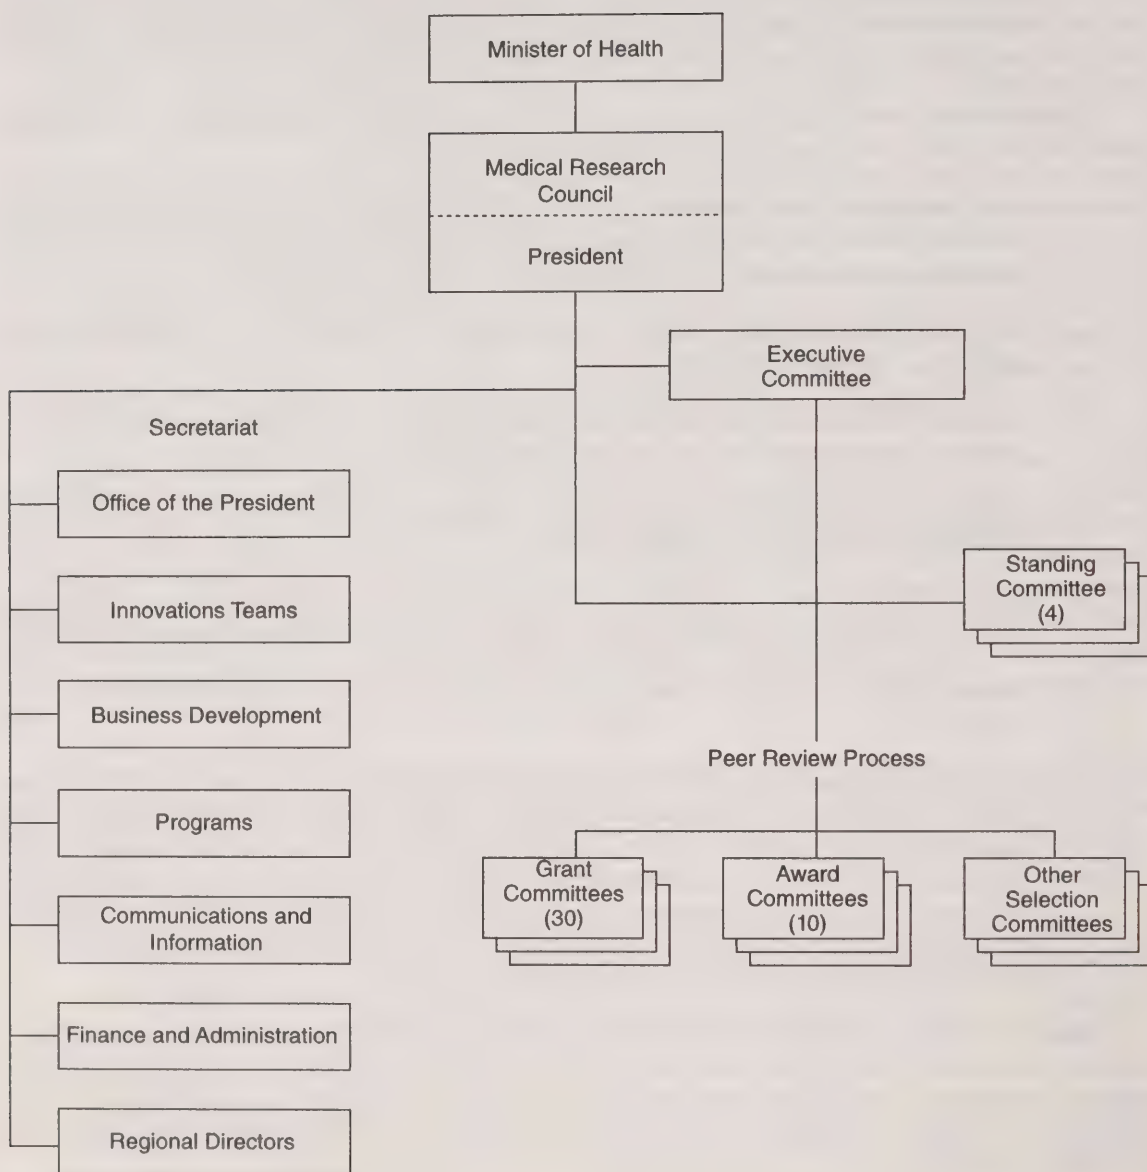 Minister of Health
Medical Research
Council
President
Executive
Committee
Secretariat
Office of the President
Innovations Teams
Business Development
Programs
Communications and
Information
Finance and Administration
Regional Directors
Standing
Committee
(4)
Peer Review Process
Grant
Committees
(30)
Award
Committees
(10)
Other
Selection
Committees